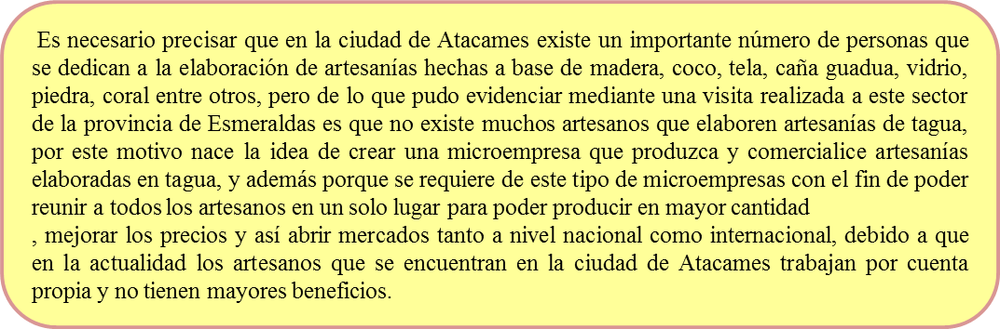 Es necesario precisar que en la ciudad de Atacames existe un importante número de personas que
se dedican a la elaboración de artesanías hechas a base de madera, coco, tela, caña guadua, vidrio,
piedra, coral entre otros, pero de lo que pudo evidenciar mediante una visita realizada a este sector
de la provincia de Esmeraldas es que no existe muchos artesanos que elaboren artesanías de tagua,
por este motivo nace la idea de crear una microempresa que produzca y comercialice artesanías
elaboradas en tagua, y además porque se requiere de este tipo de microempresas con el fin de poder
reunir a todos los artesanos en un solo lugar para poder producir en mayor cantidad
, mejorar los precios y así abrir mercados tanto a nivel nacional como internacional, debido a que
en la actualidad los artesanos que se encuentran en la ciudad de Atacames trabajan por cuenta
propia y no tienen mayores beneficios.